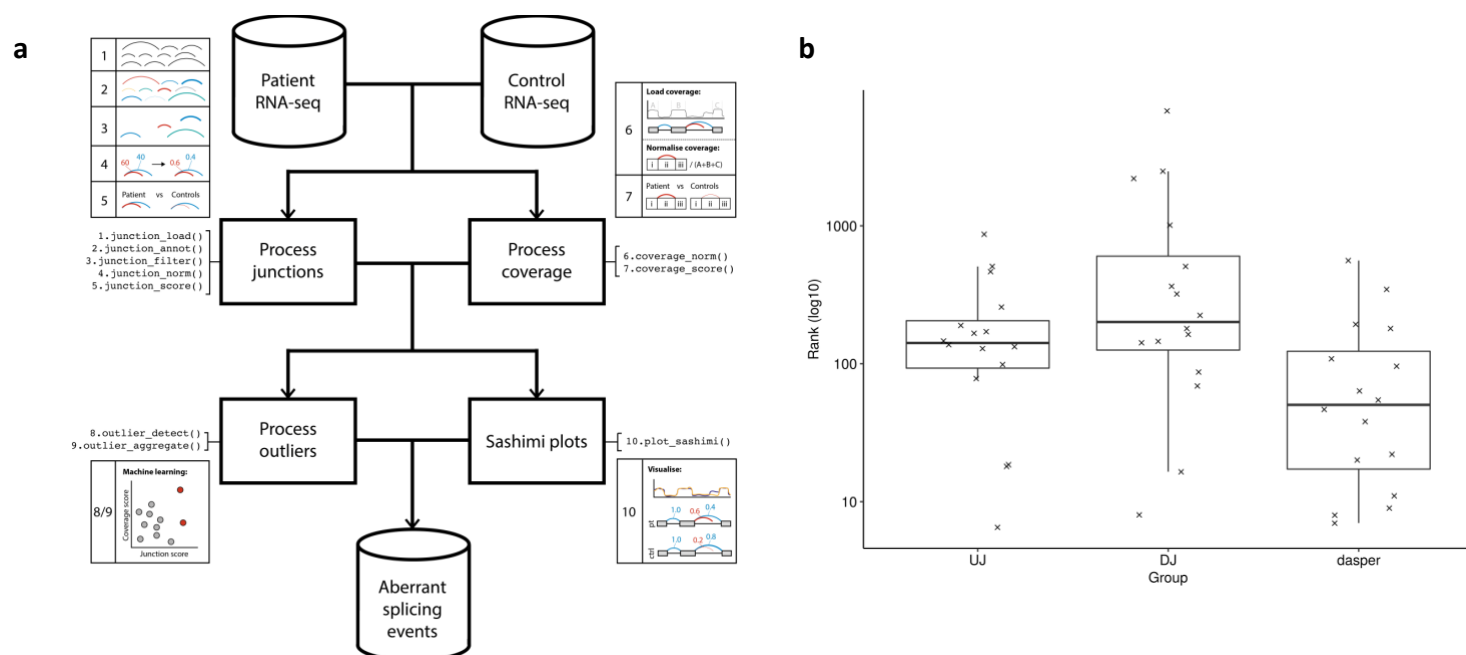 a
1
2
3
4
60
40
0.6
0.4
5
Patient vs Controls
Patient
RNA-seq
Control
RNA-seq
6
Load coverage:
A
B
C
Normalise coverage:
i ii iii / (A+B+C)
7
Patient vs Controls
i ii iii i ii iii
1.junction_load()
2.junction_annot()
3.junction_filter()
4.junction_norm()
5.junction_score()
Process
junctions
Process
coverage
6.coverage_norm()
7.coverage_score()
8.outlier_detect()
9.outlier_aggregate()
Process
outliers
Sashimi plots
10.plot_sashimi()
8/9
Machine learning:
Coverage score
Junction score
10
Visualise:
pt
1.0
0.6
0.4
ctrl
1.0
0.2
0.8
Aberrant
splicing
events
b
Rank (log10)
1000
100
10
UJ
DJ
dasper
Group